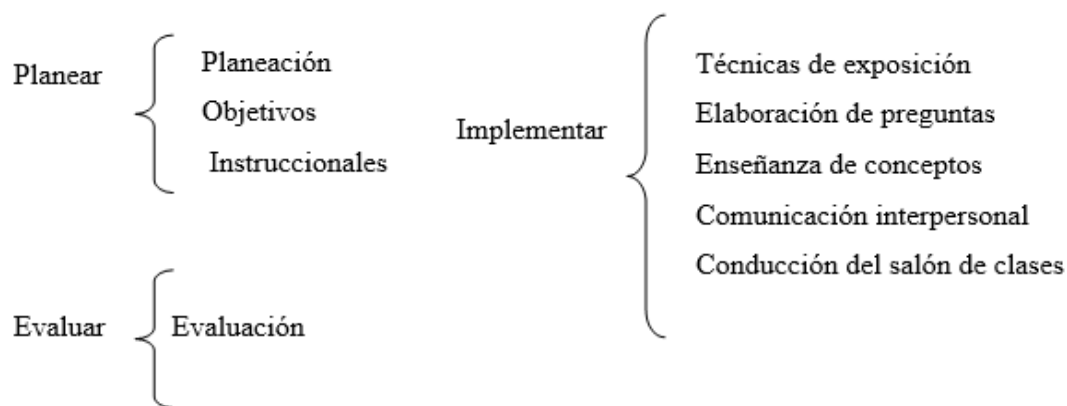 Planear
Planeación
Objetivos
Instruccionales
Implementar
Técnicas de exposición
Elaboración de preguntas
Enseñanza de conceptos
Comunicación interpersonal
Conducción del salón de clases
Evaluar
Evaluación